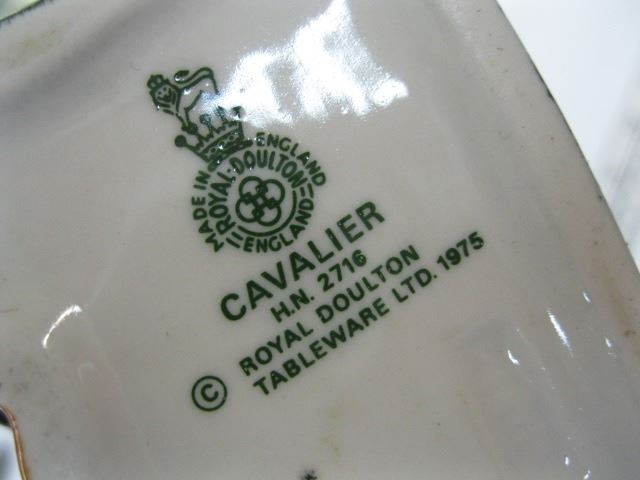 MADE IN ENGLAND
ROYAL·DOULTON
ENGLAND
CAVALIER
H.N. 2716
© ROYAL DOULTON
TABLEWARE LTD. 1975